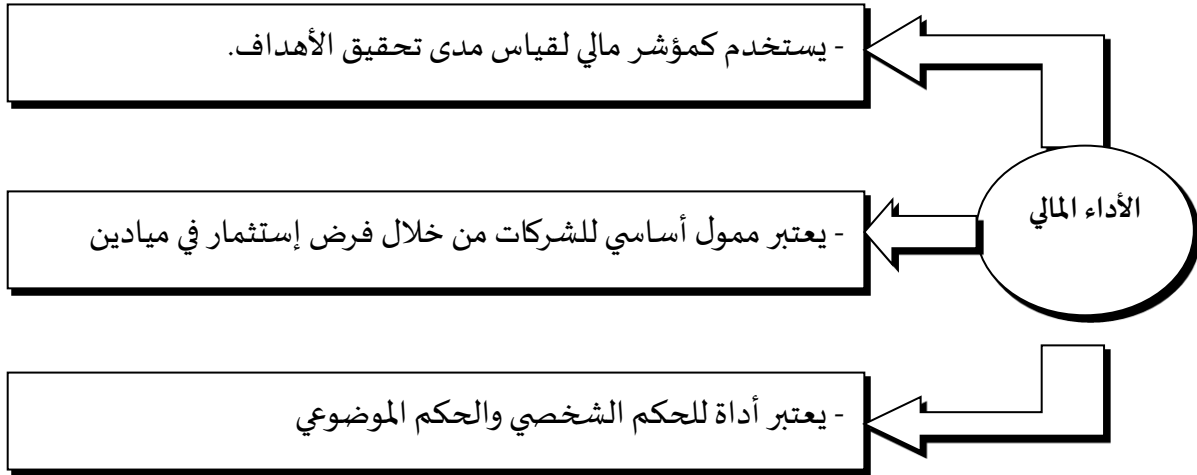 - يستخدم كمؤشر مالي لقياس مدى تحقيق الأهداف.
الأداء المالي
- يعتبر ممول أساسي للشركات من خلال فرض إستثمار في ميادين
- يعتبر أداة للحكم الشخصي والحكم الموضوعي